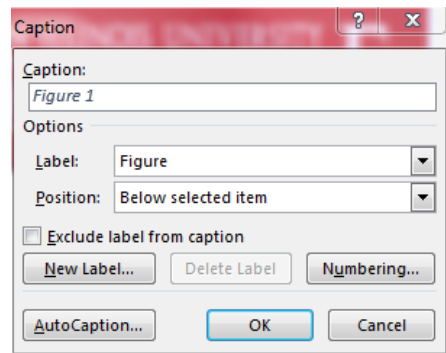 Caption
? X
Caption:
Figure 1
Options
Label: Figure
Position: Below selected item
Exclude label from caption
New Label... Delete Label Numbering...
AutoCaption... OK Cancel